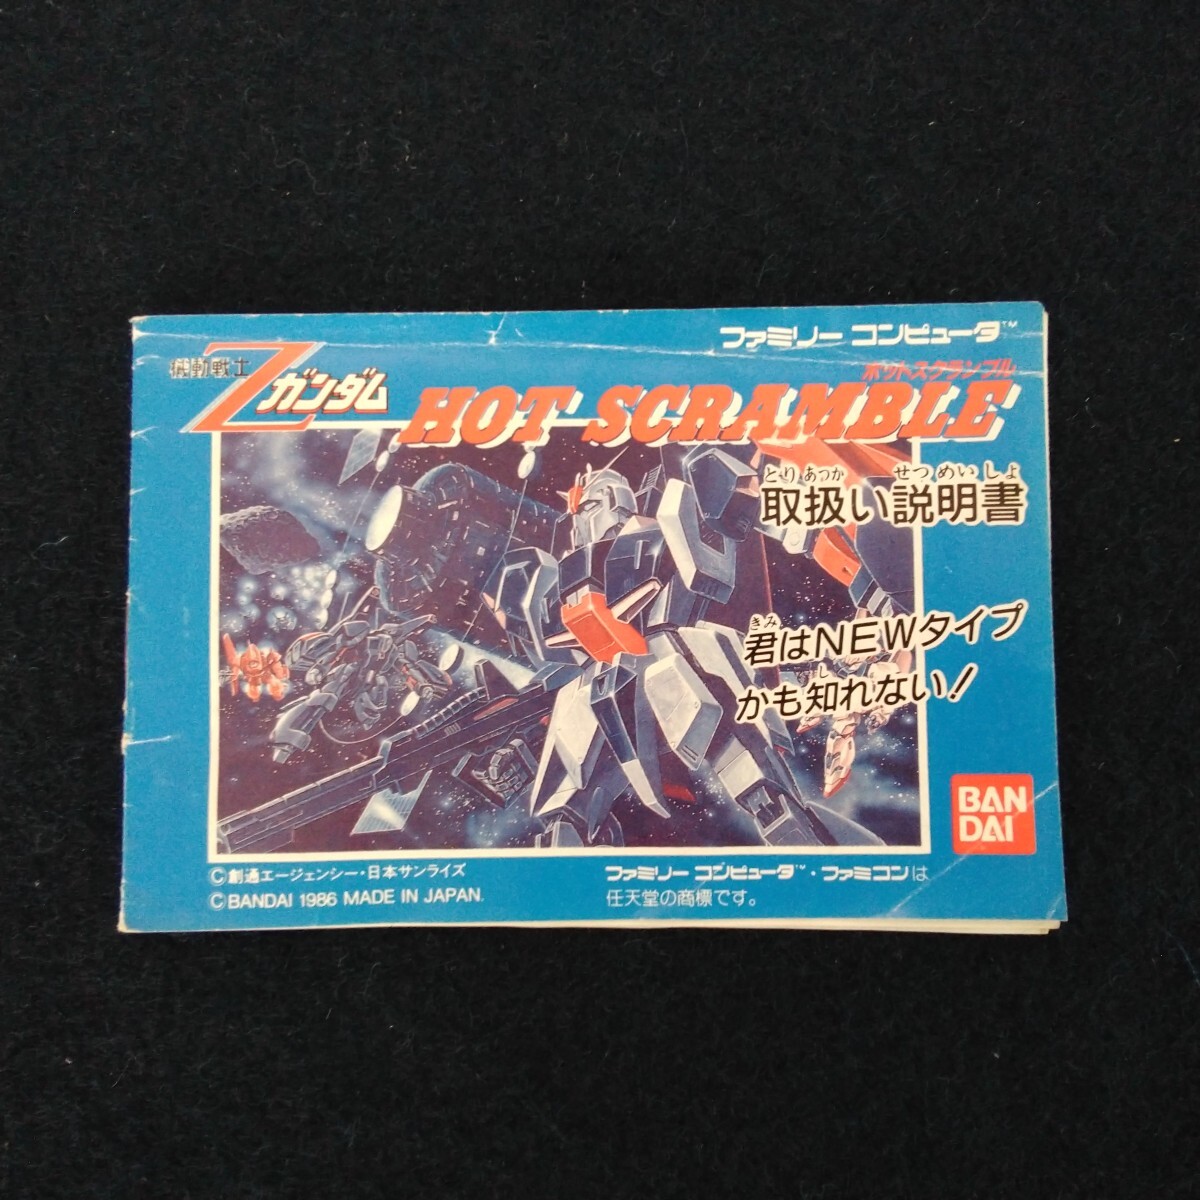 ファミリー コンピュータ™
機動戦士
Zガンダム
ホットスクランブル
HOT SCRAMBLE
とりあつか せつめいしょ
取扱い説明書
きみ
君はNEWタイプ
し
かも知れない!
BAN
DAI
©創通エージェンシー・日本サンライズ
©BANDAI 1986 MADE IN JAPAN.
ファミリー コンピュータ™・ファミコンは
任天堂の商標です。